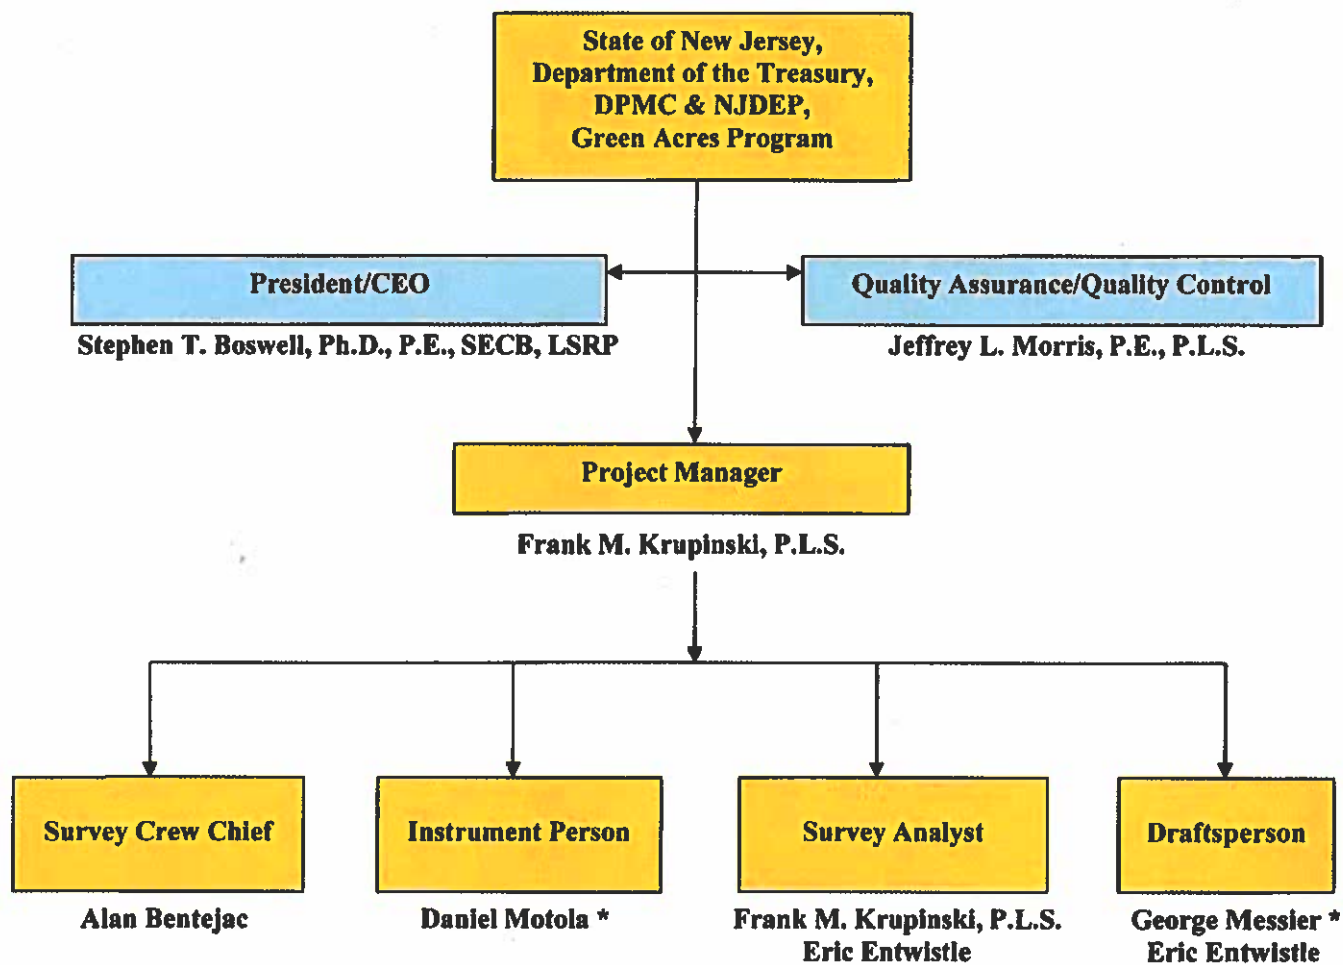 State of New Jersey,
Department of the Treasury,
DPMC & NJDEP,
Green Acres Program
President/CEO
Stephen T. Boswell, Ph.D., P.E., SECB, LSRP
Quality Assurance/Quality Control
Jeffrey L. Morris, P.E., P.L.S.
Project Manager
Frank M. Krupinski, P.L.S.
Survey Crew Chief
Alan Bentejac
Instrument Person
Daniel Motola *
Survey Analyst
Frank M. Krupinski, P.L.S.
Eric Entwistle
Draftsperson
George Messier *
Eric Entwistle